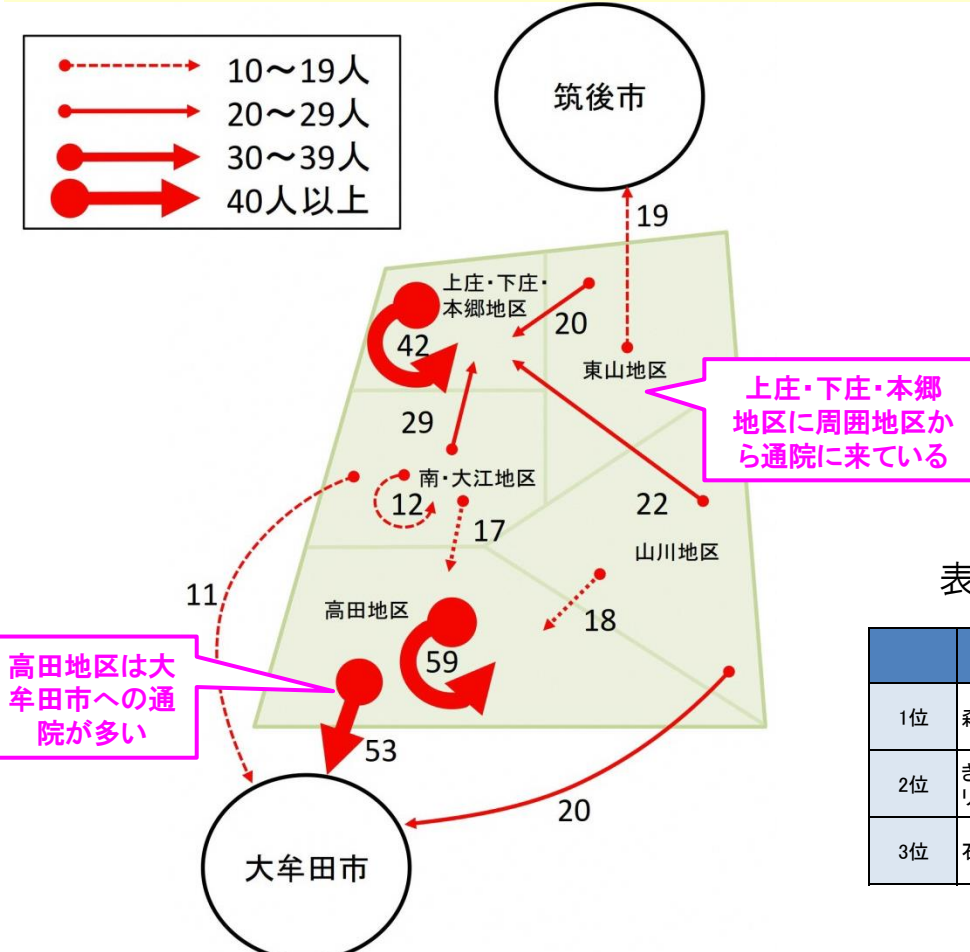 10～19人
20～29人
30～39人
40人以上
筑後市
19
上庄・下庄・
本郷地区
20
42
東山地区
上庄・下庄・本郷
地区に周囲地区か
ら通院に来ている
29
南・大江地区
12
17
22
山川地区
11
高田地区
18
59
高田地区は大
牟田市への通
院が多い
53
20
大牟田市
表
1位
2位
3位